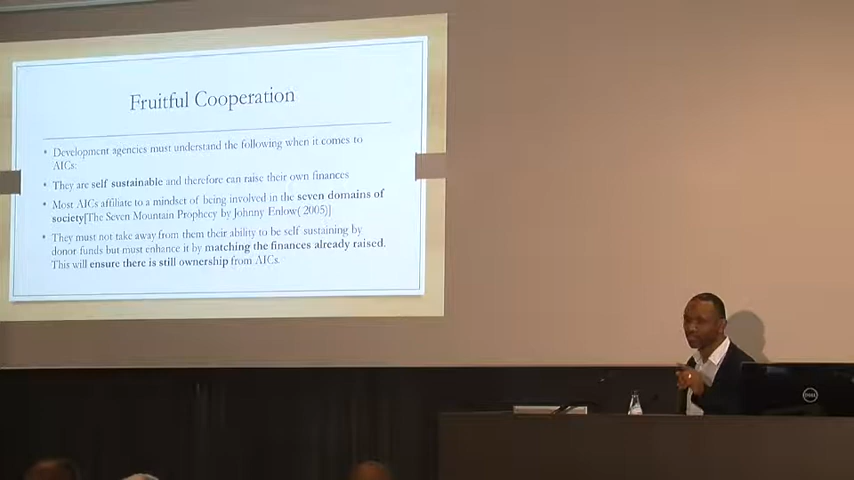 Fruitful Cooperation
• Development agencies must understand the following when it comes to
AICs:
• They are self sustainable and therefore can raise their own finances
• Most AICs affiliate to a mindset of being involved in the seven domains of
society[The Seven Mountain Prophecy by Johnny Enlow( 2005)]
• They must not take away from them their ability to be self sustaining by
donor funds but must enhance it by matching the finances already raised.
This will ensure there is still ownership from AICs.
DELL